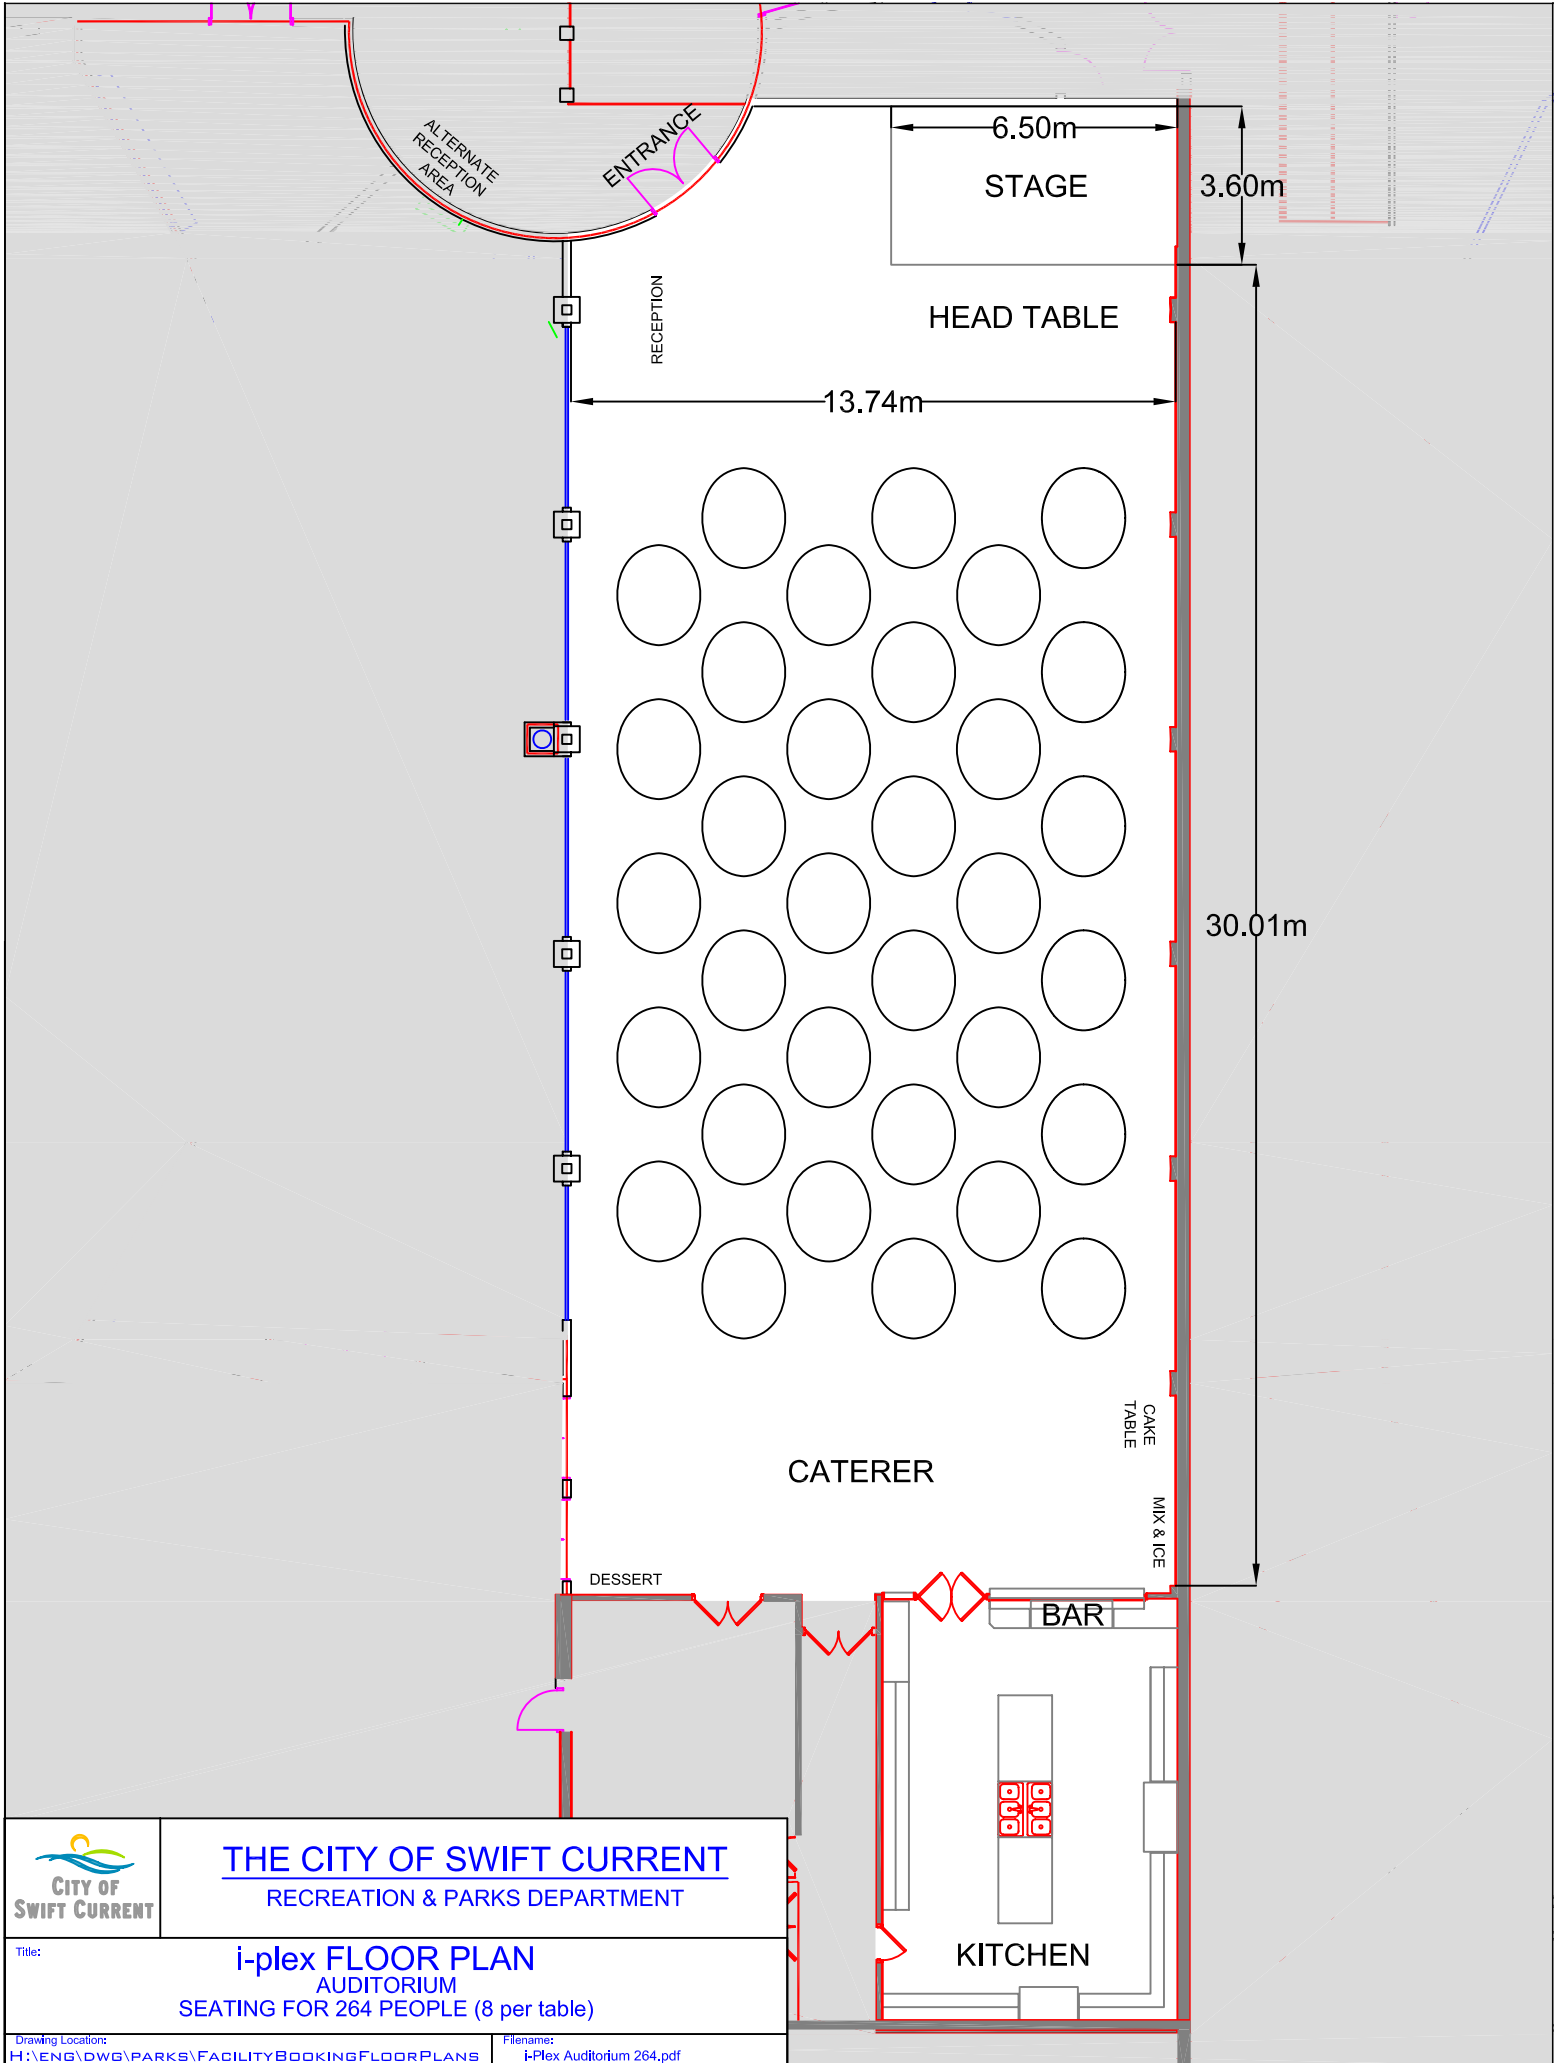 ALTERNATE
RECEPTION
AREA
ENTRANCE
6.50m
STAGE
3.60m
RECEPTION
HEAD TABLE
13.74m
30.01m
CAKE
TABLE
CATERER
MIX & ICE
DESSERT
BAR
KITCHEN
CITY OF
SWIFT CURRENT
THE CITY OF SWIFT CURRENT
RECREATION & PARKS DEPARTMENT
Title:
i-plex FLOOR PLAN
AUDITORIUM
SEATING FOR 264 PEOPLE (8 per table)
Drawing Location:
H:\ENG\DWG\PARKS\FACILITYBOOKINGFLOORPLANS
Filename:
i-Plex Auditorium 264.pdf